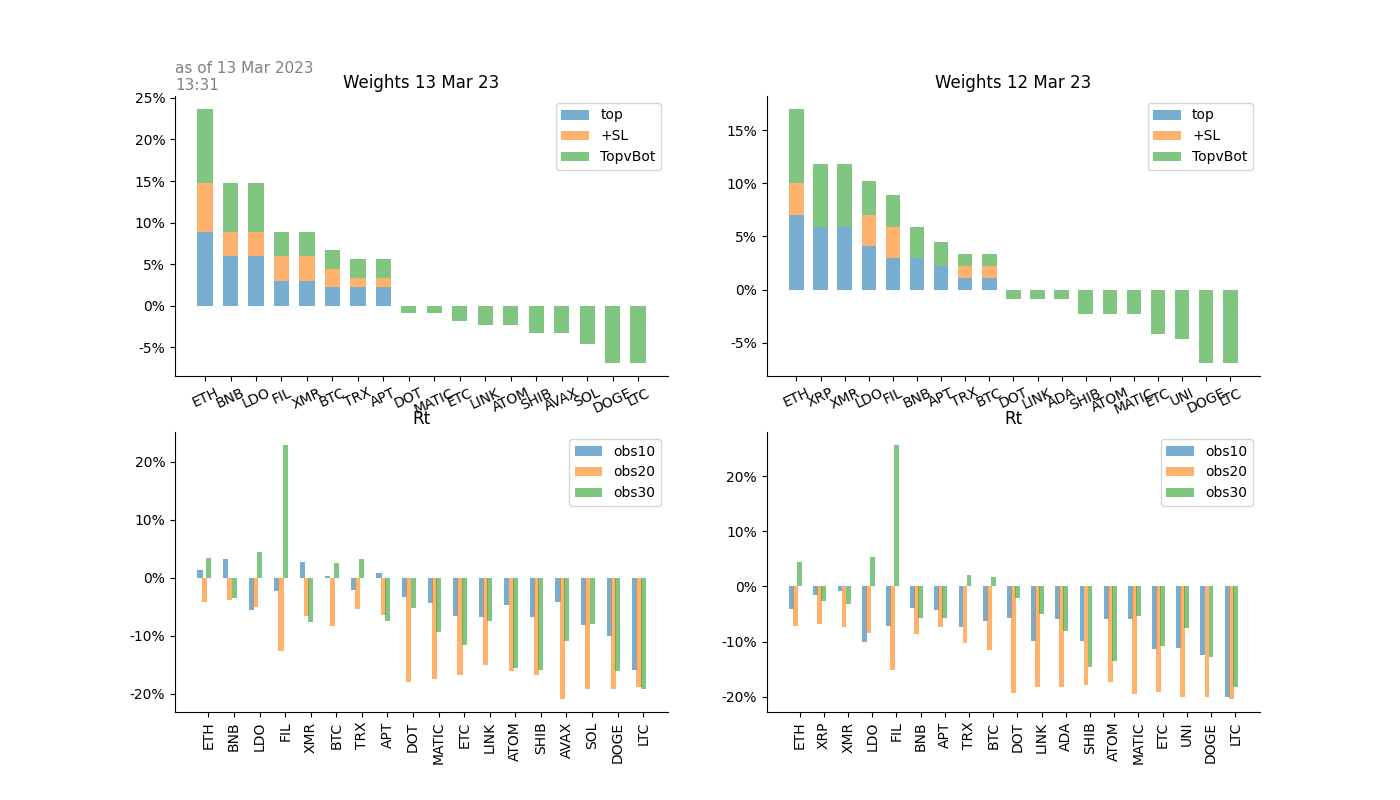 as of 13 Mar 2023
13:31
Weights 13 Mar 23
25%
20%
15%
10%
5%
0%
-5%
top
+SL
TopvBot
ETH BNB LDO FIL XMR BTC TRX APT DOT MATIC ETC LINK ATOM SHIB AVAX SOL DOGE LTC
Weights 12 Mar 23
15%
10%
5%
0%
-5%
top
+SL
TopvBot
ETH XRP XMR LDO FIL BNB APT TRX BTC DOT LINK ADA SHIB ATOM MATIC ETC UNI DOGE LTC
Rt
20%
10%
0%
-10%
-20%
obs10
obs20
obs30
ETH BNB LDO FIL XMR BTC TRX APT DOT MATIC ETC LINK ATOM SHIB AVAX SOL DOGE LTC
Rt
20%
10%
0%
-10%
-20%
obs10
obs20
obs30
ETH XRP XMR LDO FIL BNB APT TRX BTC DOT LINK ADA SHIB ATOM MATIC ETC UNI DOGE LTC